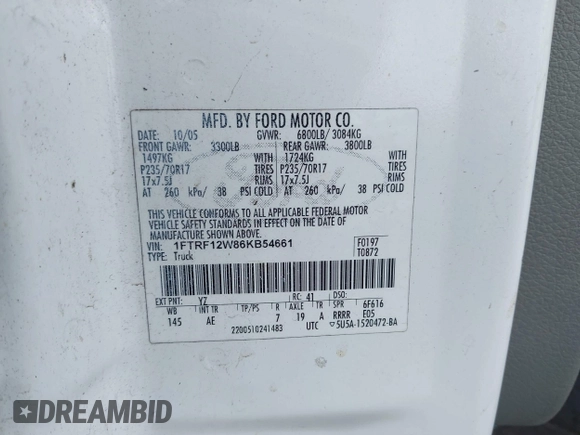 MFD. BY FORD MOTOR CO.
DATE: 10/05 GVWR: 6800LB/ 3084KG
FRONT GAWR: 3300LB REAR GAWR: 3800LB
1497KG WITH 1724KG WITH
P235/70R17 TIRES P235/70R17 TIRES
17x7.5J RIMS 17x7.5J RIMS
AT 260 kPa/ 38 PSI COLD AT 260 kPa/ 38 PSI COLD
THIS VEHICLE CONFORMS TO ALL APPLICABLE FEDERAL MOTOR
VEHICLE SAFETY STANDARDS IN EFFECT ON THE DATE OF
MANUFACTURE SHOWN ABOVE.
VIN: 1FTRF12W86KB54661 F0197
TYPE: Truck T0872
RC: 41 DSO:
EXT PNT: YZ 6F616
WB INT TR TP/PS R AXLE TR SPR
145 AE 7 19 A RRRR E05
2200510241483 UTC ▽5U5A-1520472-BA
DREAMBID